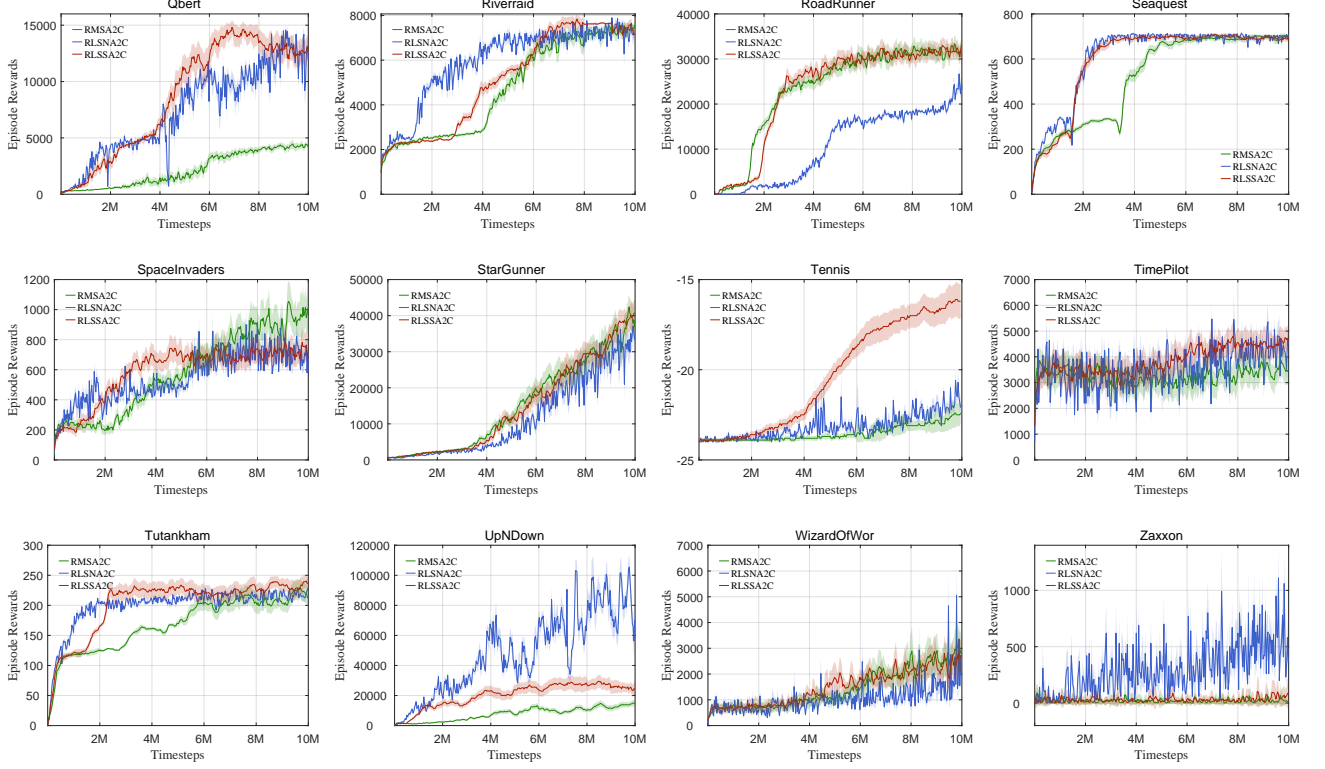 Qbert
15000
10000
5000
0
Episode Rewards
RMSA2C
RLSNA2C
RLSSA2C
2M 4M 6M 8M 10M
Timesteps
Riverraid
8000
6000
4000
2000
0
Episode Rewards
RMSA2C
RLSNA2C
RLSSA2C
2M 4M 6M 8M 10M
Timesteps
RoadRunner
40000
30000
20000
10000
0
Episode Rewards
RMSA2C
RLSNA2C
RLSSA2C
2M 4M 6M 8M 10M
Timesteps
Seaquest
800
600
400
200
0
Episode Rewards
RMSA2C
RLSNA2C
RLSSA2C
2M 4M 6M 8M 10M
Timesteps
SpaceInvaders
1200
1000
800
600
400
200
0
Episode Rewards
RMSA2C
RLSNA2C
RLSSA2C
2M 4M 6M 8M 10M
Timesteps
StarGunner
50000
40000
30000
20000
10000
0
Episode Rewards
RMSA2C
RLSNA2C
RLSSA2C
2M 4M 6M 8M 10M
Timesteps
Tennis
-15
-20
-25
Episode Rewards
RMSA2C
RLSNA2C
RLSSA2C
2M 4M 6M 8M 10M
Timesteps
TimePilot
7000
6000
5000
4000
3000
2000
1000
0
Episode Rewards
RMSA2C
RLSNA2C
RLSSA2C
2M 4M 6M 8M 10M
Timesteps
Tutankham
300
250
200
150
100
50
0
Episode Rewards
RMSA2C
RLSNA2C
RLSSA2C
2M 4M 6M 8M 10M
Timesteps
UpNDown
120000
100000
80000
60000
40000
20000
0
Episode Rewards
RMSA2C
RLSNA2C
RLSSA2C
2M 4M 6M 8M 10M
Timesteps
WizardOfWor
7000
6000
5000
4000
3000
2000
1000
0
Episode Rewards
RMSA2C
RLSNA2C
RLSSA2C
2M 4M 6M 8M 10M
Timesteps
Zaxxon
1000
500
0
Episode Rewards
RMSA2C
RLSNA2C
RLSSA2C
2M 4M 6M 8M 10M
Timesteps